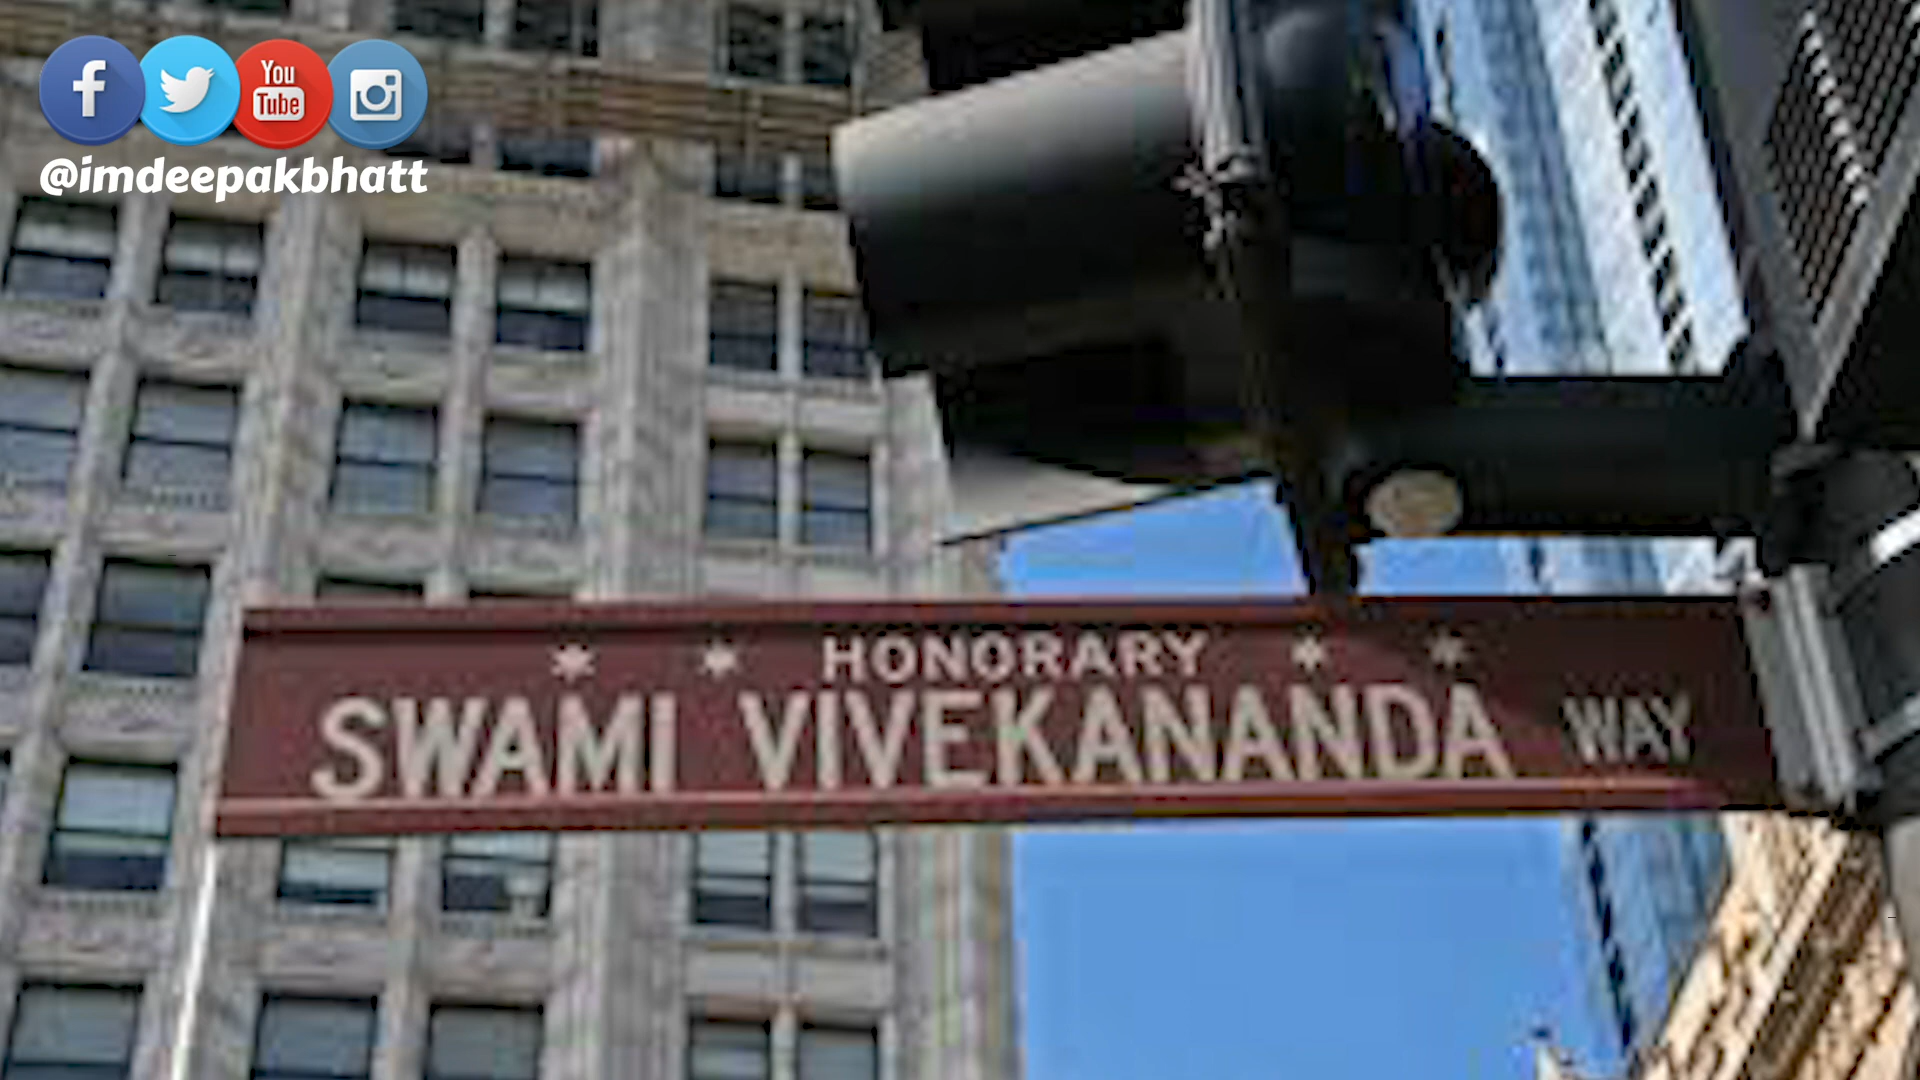 f
You
Tube
@imdeepakbhatt
* * HONORARY * *
SWAMI VIVEKANANDA WAY